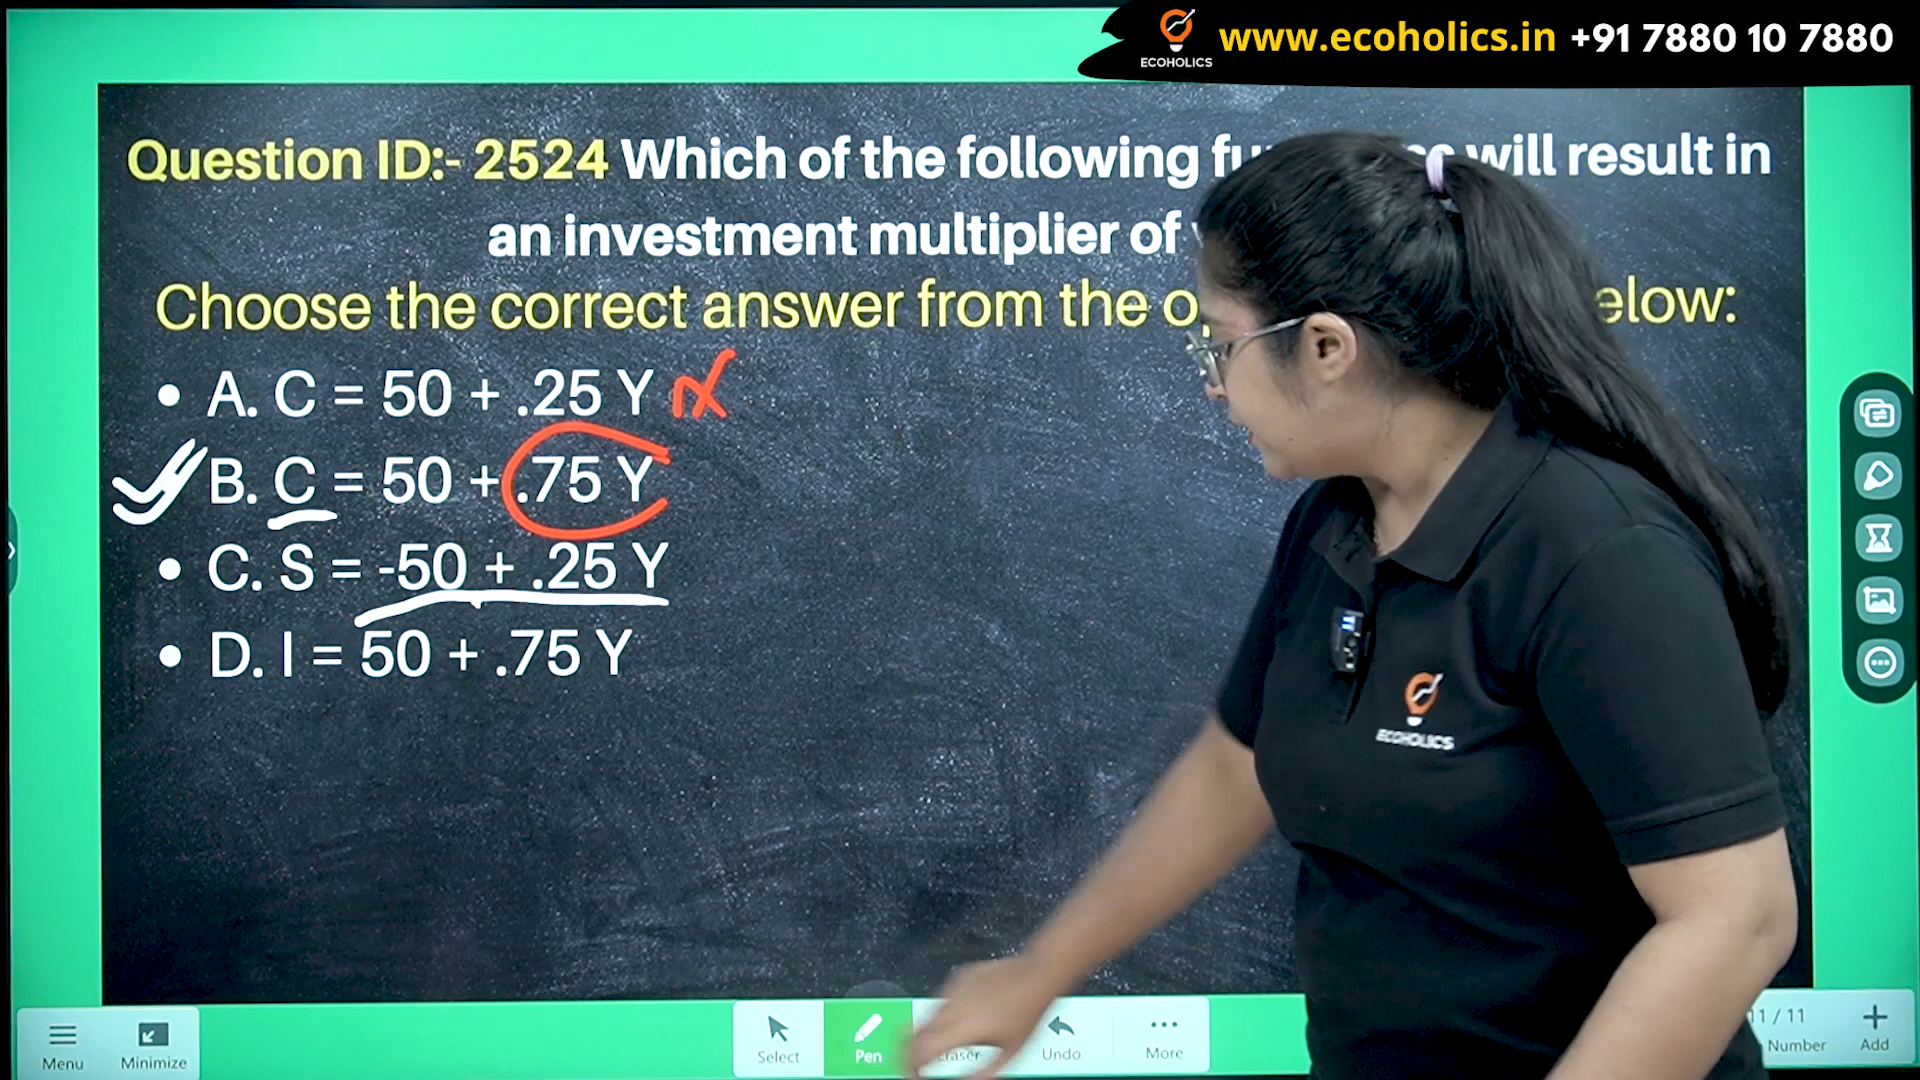 www.ecoholics.in +91 7880 10 7880
ECOHOLICS
Question ID:- 2524 Which of the following will result in
an investment multiplier of
Choose the correct answer from the elow:
• A. C = 50 + .25 Y
B. C = 50 + .75 Y
• C. S = -50 + .25 Y
• D. I = 50 + .75 Y
ECOHOLICS
Menu
Minimize
Select
Pen
Eraser
Undo
More
11 / 11
Number
Add